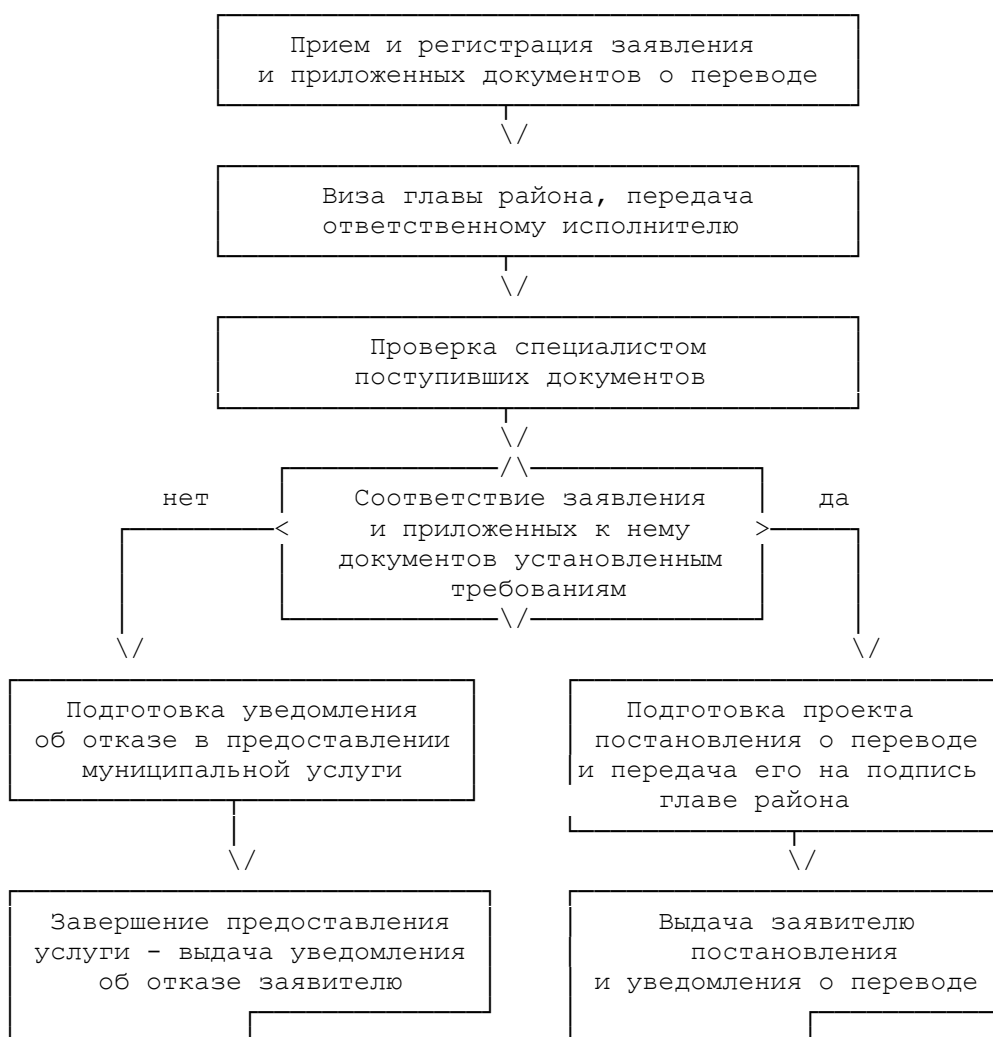 Прием и регистрация заявления
и приложенных документов о переводе
Виза главы района, передача
ответственному исполнителю
Проверка специалистом
поступивших документов
нет
Соответствие заявления
и приложенных к нему
документов установленным
требованиям
да
Подготовка уведомления
об отказе в предоставлении
муниципальной услуги
Подготовка проекта
постановления о переводе
и передача его на подпись
главе района
Завершение предоставления
услуги - выдача уведомления
об отказе заявителю
Выдача заявителю
постановления
и уведомления о переводе